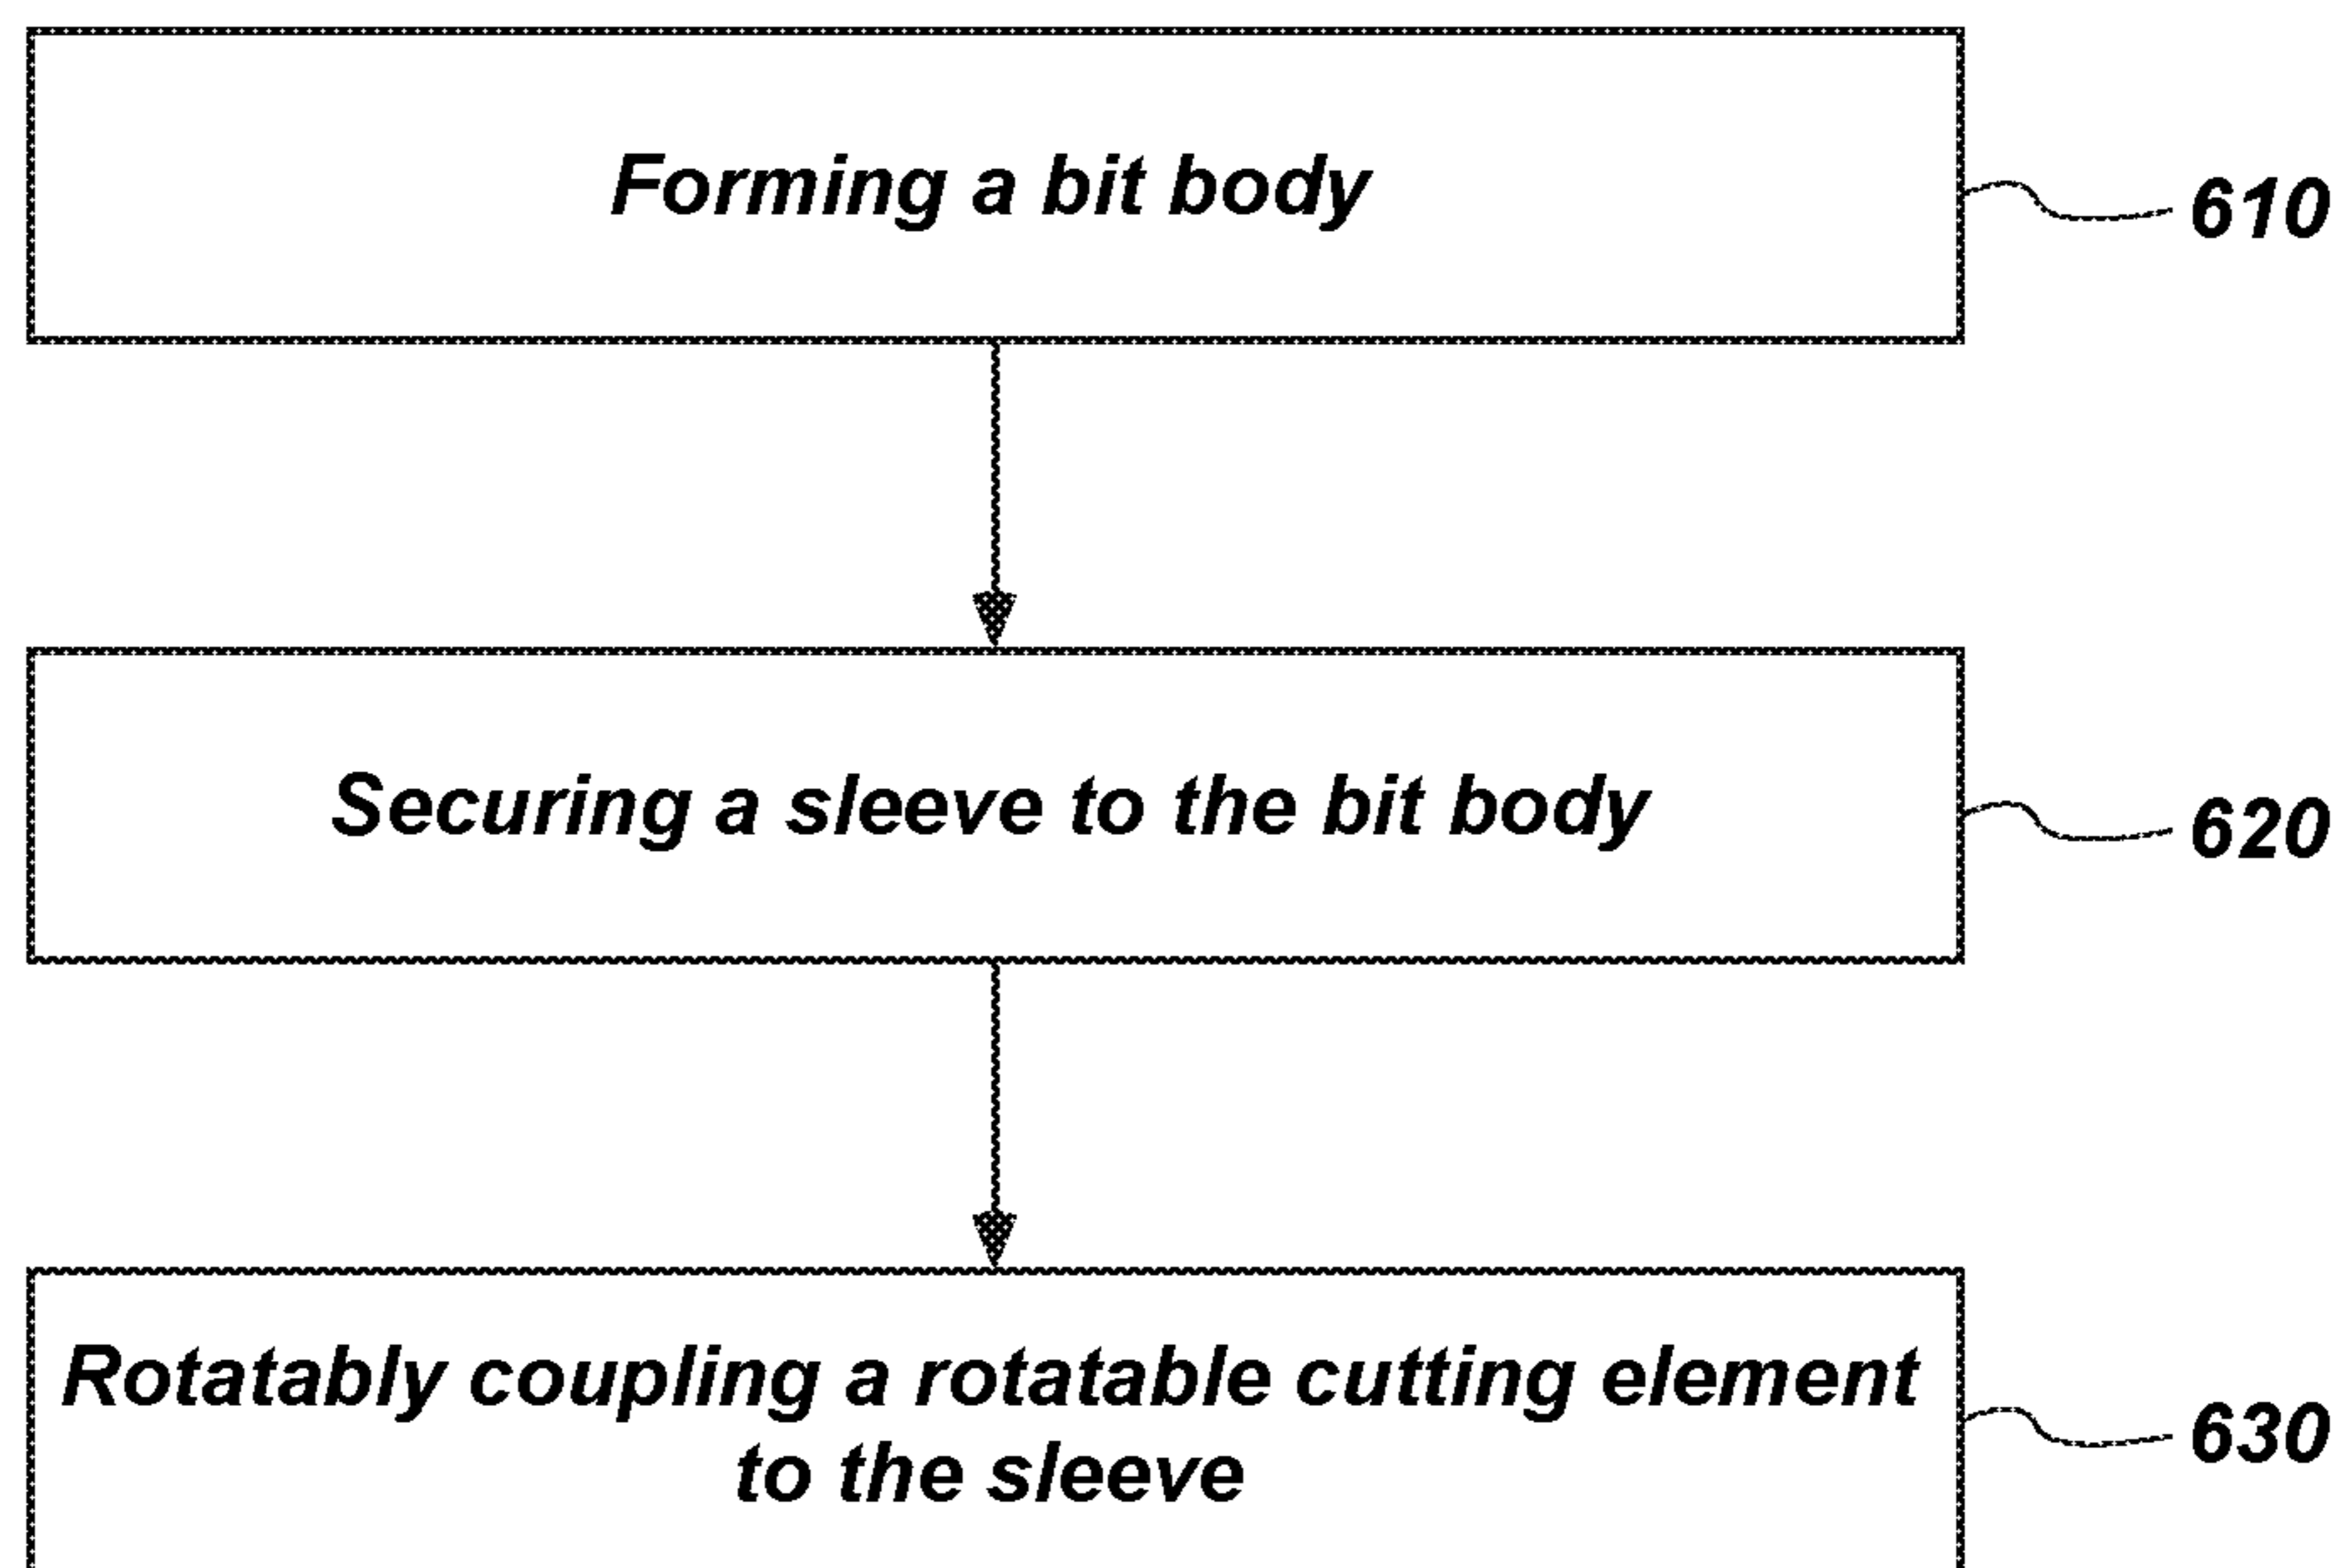 Forming a bit body
610
Securing a sleeve to the bit body
620
Rotatably coupling a rotatable cutting element
to the sleeve
630